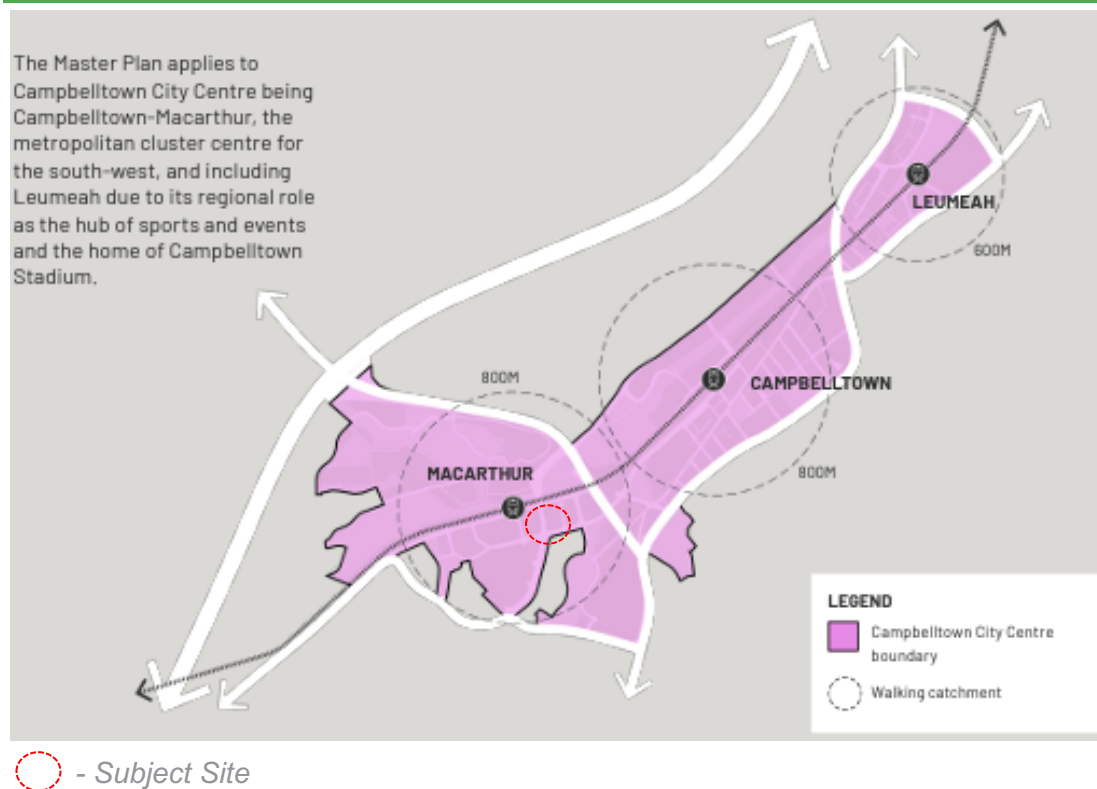 The Master Plan applies to
Campbelltown City Centre being
Campbelltown-Macarthur, the
metropolitan cluster centre for
the south-west, and including
Leumeah due to its regional role
as the hub of sports and events
and the home of Campbelltown
Stadium.
LEUMEAH
600M
800M
CAMPBELLTOWN
MACARTHUR
800M
LEGEND
Campbelltown City Centre
boundary
Walking catchment
- Subject Site